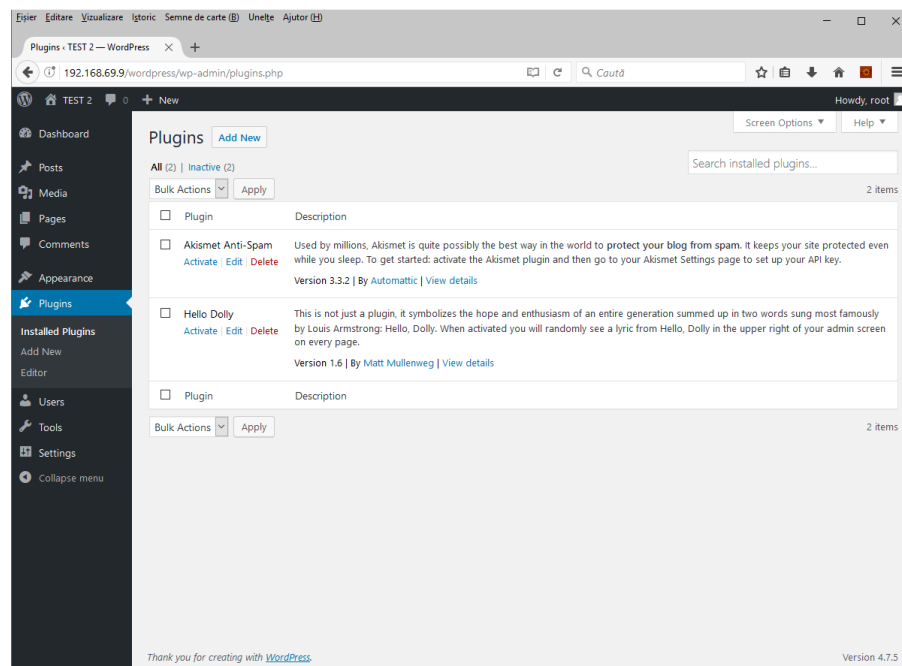 Fișier Editare Vizualizare Istoric Semne de carte (B) Unelte Ajutor (H)
Plugins ‹ TEST 2 — WordPress
192.168.69.9/wordpress/wp-admin/plugins.php
Caută
TEST 2 0 + New
Howdy, root
Screen Options ▼ Help ▼
Dashboard
Posts
Media
Pages
Comments
Appearance
Plugins
Installed Plugins
Add New
Editor
Users
Tools
Settings
Collapse menu
Plugins Add New
All (2) | Inactive (2)
Search installed plugins...
Bulk Actions Apply
2 items
Plugin Description
Akismet Anti-Spam
Activate | Edit | Delete
Used by millions, Akismet is quite possibly the best way in the world to protect your blog from spam. It keeps your site protected even
while you sleep. To get started: activate the Akismet plugin and then go to your Akismet Settings page to set up your API key.
Version 3.3.2 | By Automattic | View details
Hello Dolly
Activate | Edit | Delete
This is not just a plugin, it symbolizes the hope and enthusiasm of an entire generation summed up in two words sung most famously
by Louis Armstrong: Hello, Dolly. When activated you will randomly see a lyric from Hello, Dolly in the upper right of your admin screen
on every page.
Version 1.6 | By Matt Mullenweg | View details
Plugin Description
Bulk Actions Apply
2 items
Thank you for creating with WordPress.
Version 4.7.5